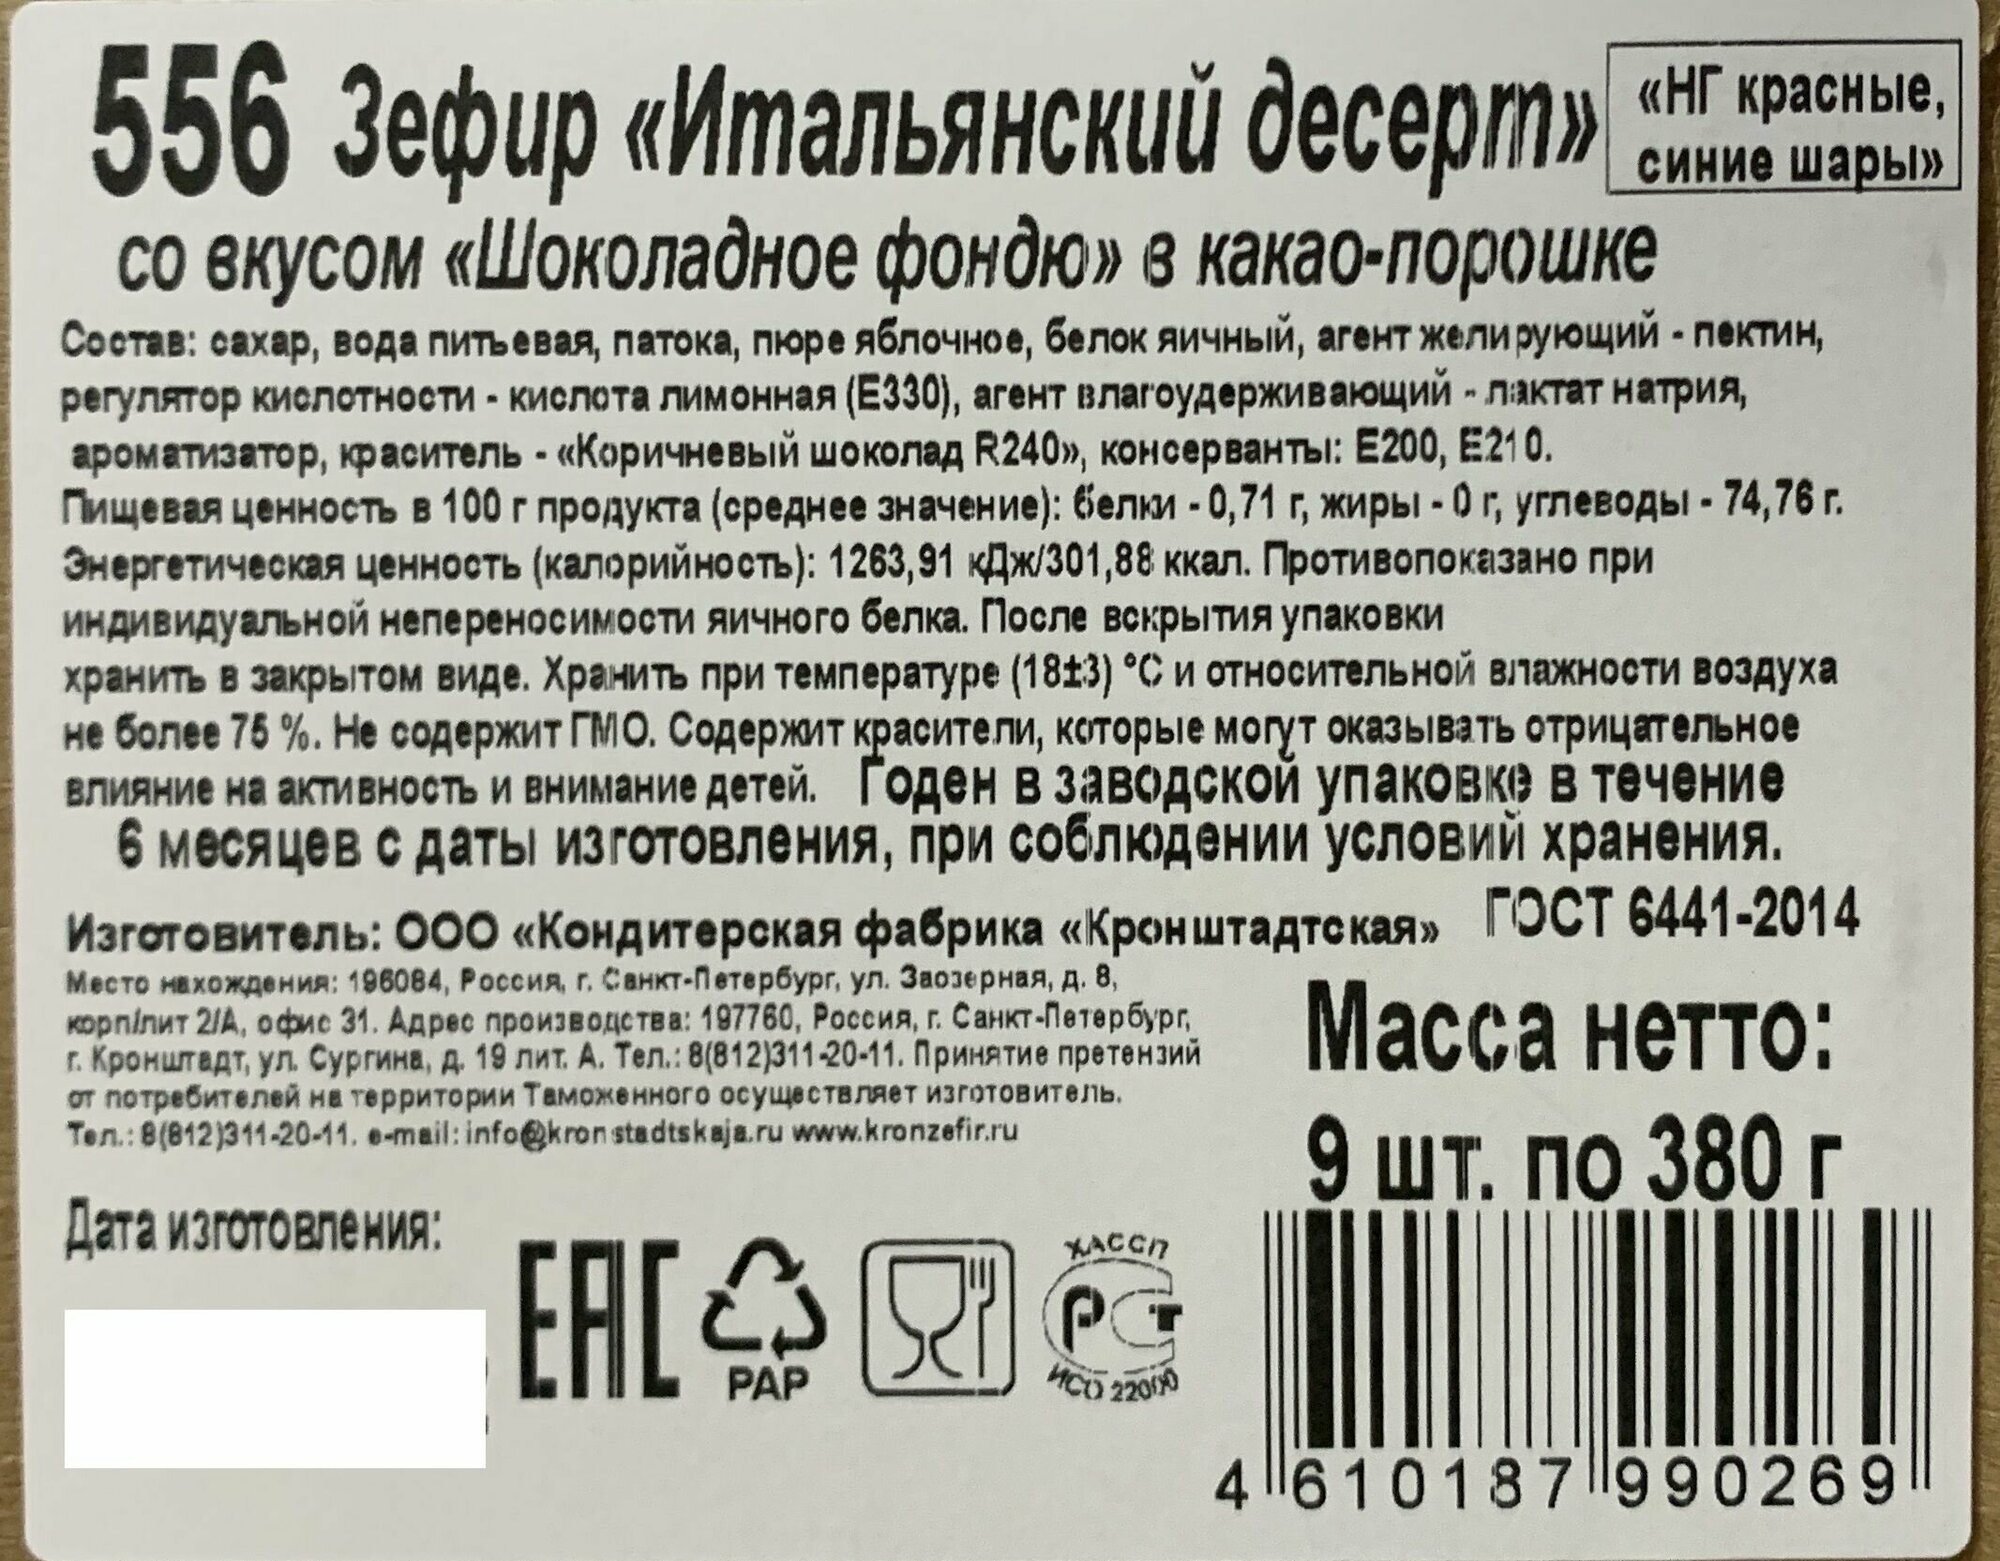 556 Зефир «Итальянский десерт» «НГ красные,
синие шары»
со вкусом «Шоколадное фондю» в какао-порошке
Состав: сахар, вода питьевая, патока, пюре яблочное, белок яичный, агент желирующий - пектин,
регулятор кислотности - кислота лимонная (Е330), агент влагоудерживающий - лактат натрия,
ароматизатор, краситель - «Коричневый шоколад R240», консерванты: Е200, Е210.
Пищевая ценность в 100 г продукта (среднее значение): белки - 0,71 г, жиры - 0 г, углеводы - 74,76 г.
Энергетическая ценность (калорийность): 1263,91 кДж/301,88 ккал. Противопоказано при
индивидуальной непереносимости яичного белка. После вскрытия упаковки
хранить в закрытом виде. Хранить при температуре (18±3) °С и относительной влажности воздуха
не более 75 %. Не содержит ГМО. Содержит красители, которые могут оказывать отрицательное
влияние на активность и внимание детей. Годен в заводской упаковке в течение
6 месяцев с даты изготовления, при соблюдении условий хранения.
Изготовитель: ООО «Кондитерская фабрика «Кронштадтская» ГОСТ 6441-2014
Место нахождения: 196084, Россия, г. Санкт-Петербург, ул. Заозерная, д. 8,
корп/лит 2/А, офис 31. Адрес производства: 197760, Россия, г. Санкт-Петербург,
г. Кронштадт, ул. Сургина, д. 19 лит. А. Тел.: 8(812)311-20-11. Принятие претензий
от потребителей на территории Таможенного осуществляет изготовитель.
Тел.: 8(812)311-20-11. e-mail: info@kronstadtskaja.ru www.kronzefir.ru
Масса нетто:
9 шт. по 380 г
Дата изготовления:
ЕАС
PAP
ХАССП
РСТ
ИСО 22000
4 610187 990269